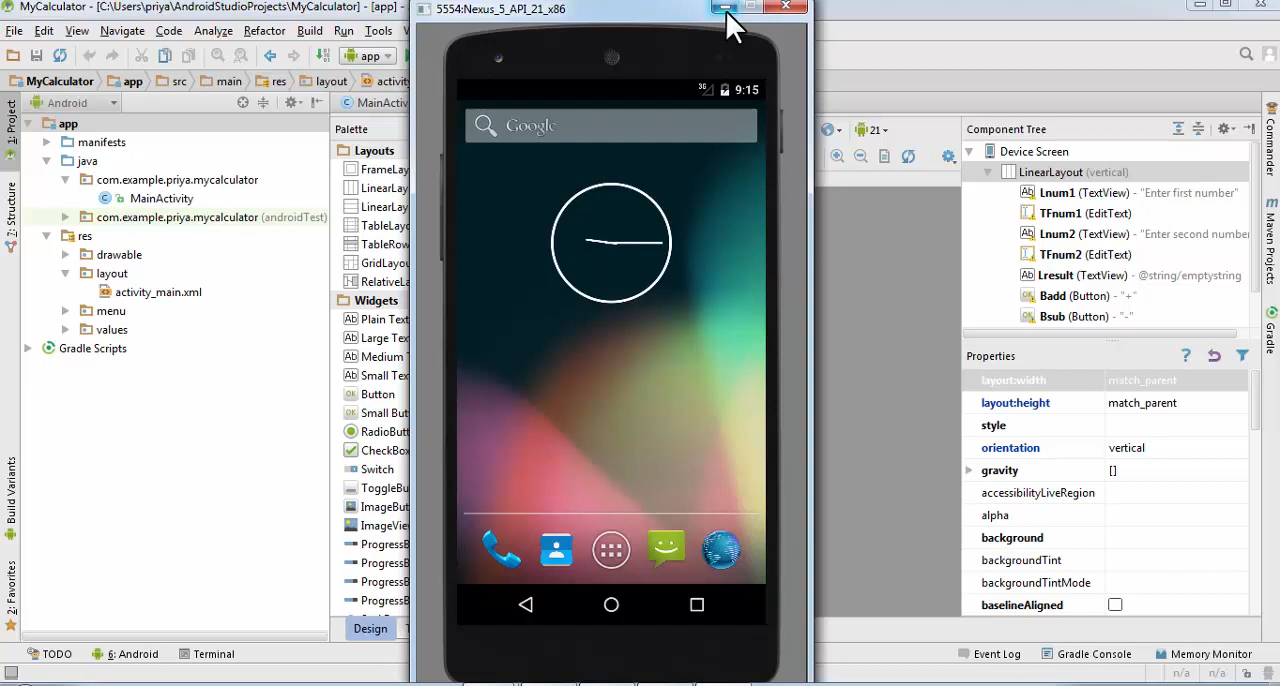 MyCalculator - [C:\Users\priya\AndroidStudioProjects\MyCalculator] - [app]
5554:Nexus_5_API_21_x86
File Edit View Navigate Code Analyze Refactor Build Run Tools
app
MyCalculator app src main res layout
Android
MainActiv
21
Component Tree
1: Project
2: Structure
Build Variants
2: Favorites
app
manifests
java
com.example.priya.mycalculator
MainActivity
com.example.priya.mycalculator (androidTest)
res
drawable
layout
activity_main.xml
menu
values
Gradle Scripts
Palette
Layouts
FrameLay
LinearLay
LinearLay
TableLayo
TableRow
GridLayou
RelativeLa
Widgets
Plain Text
Large Tex
Medium T
Small Text
Button
Small Butt
RadioButt
CheckBox
Switch
ToggleBu
ImageButt
ImageView
ProgressB
ProgressB
ProgressB
ProgressB
Design
3G
9:15
Google
Device Screen
LinearLayout (vertical)
Lnum1 (TextView) - "Enter first number"
TFnum1 (EditText)
Lnum2 (TextView) - "Enter second numbe
TFnum2 (EditText)
Lresult (TextView) - @string/emptystring
Badd (Button) - "+"
Bsub (Button) - "-"
Properties
layout:width match_parent
layout:height match_parent
style
orientation vertical
gravity []
accessibilityLiveRegion
alpha
background
backgroundTint
backgroundTintMode
baselineAligned
Commander
Maven Projects
Gradle
TODO 6: Android Terminal
Event Log Gradle Console Memory Monitor
n/a n/a